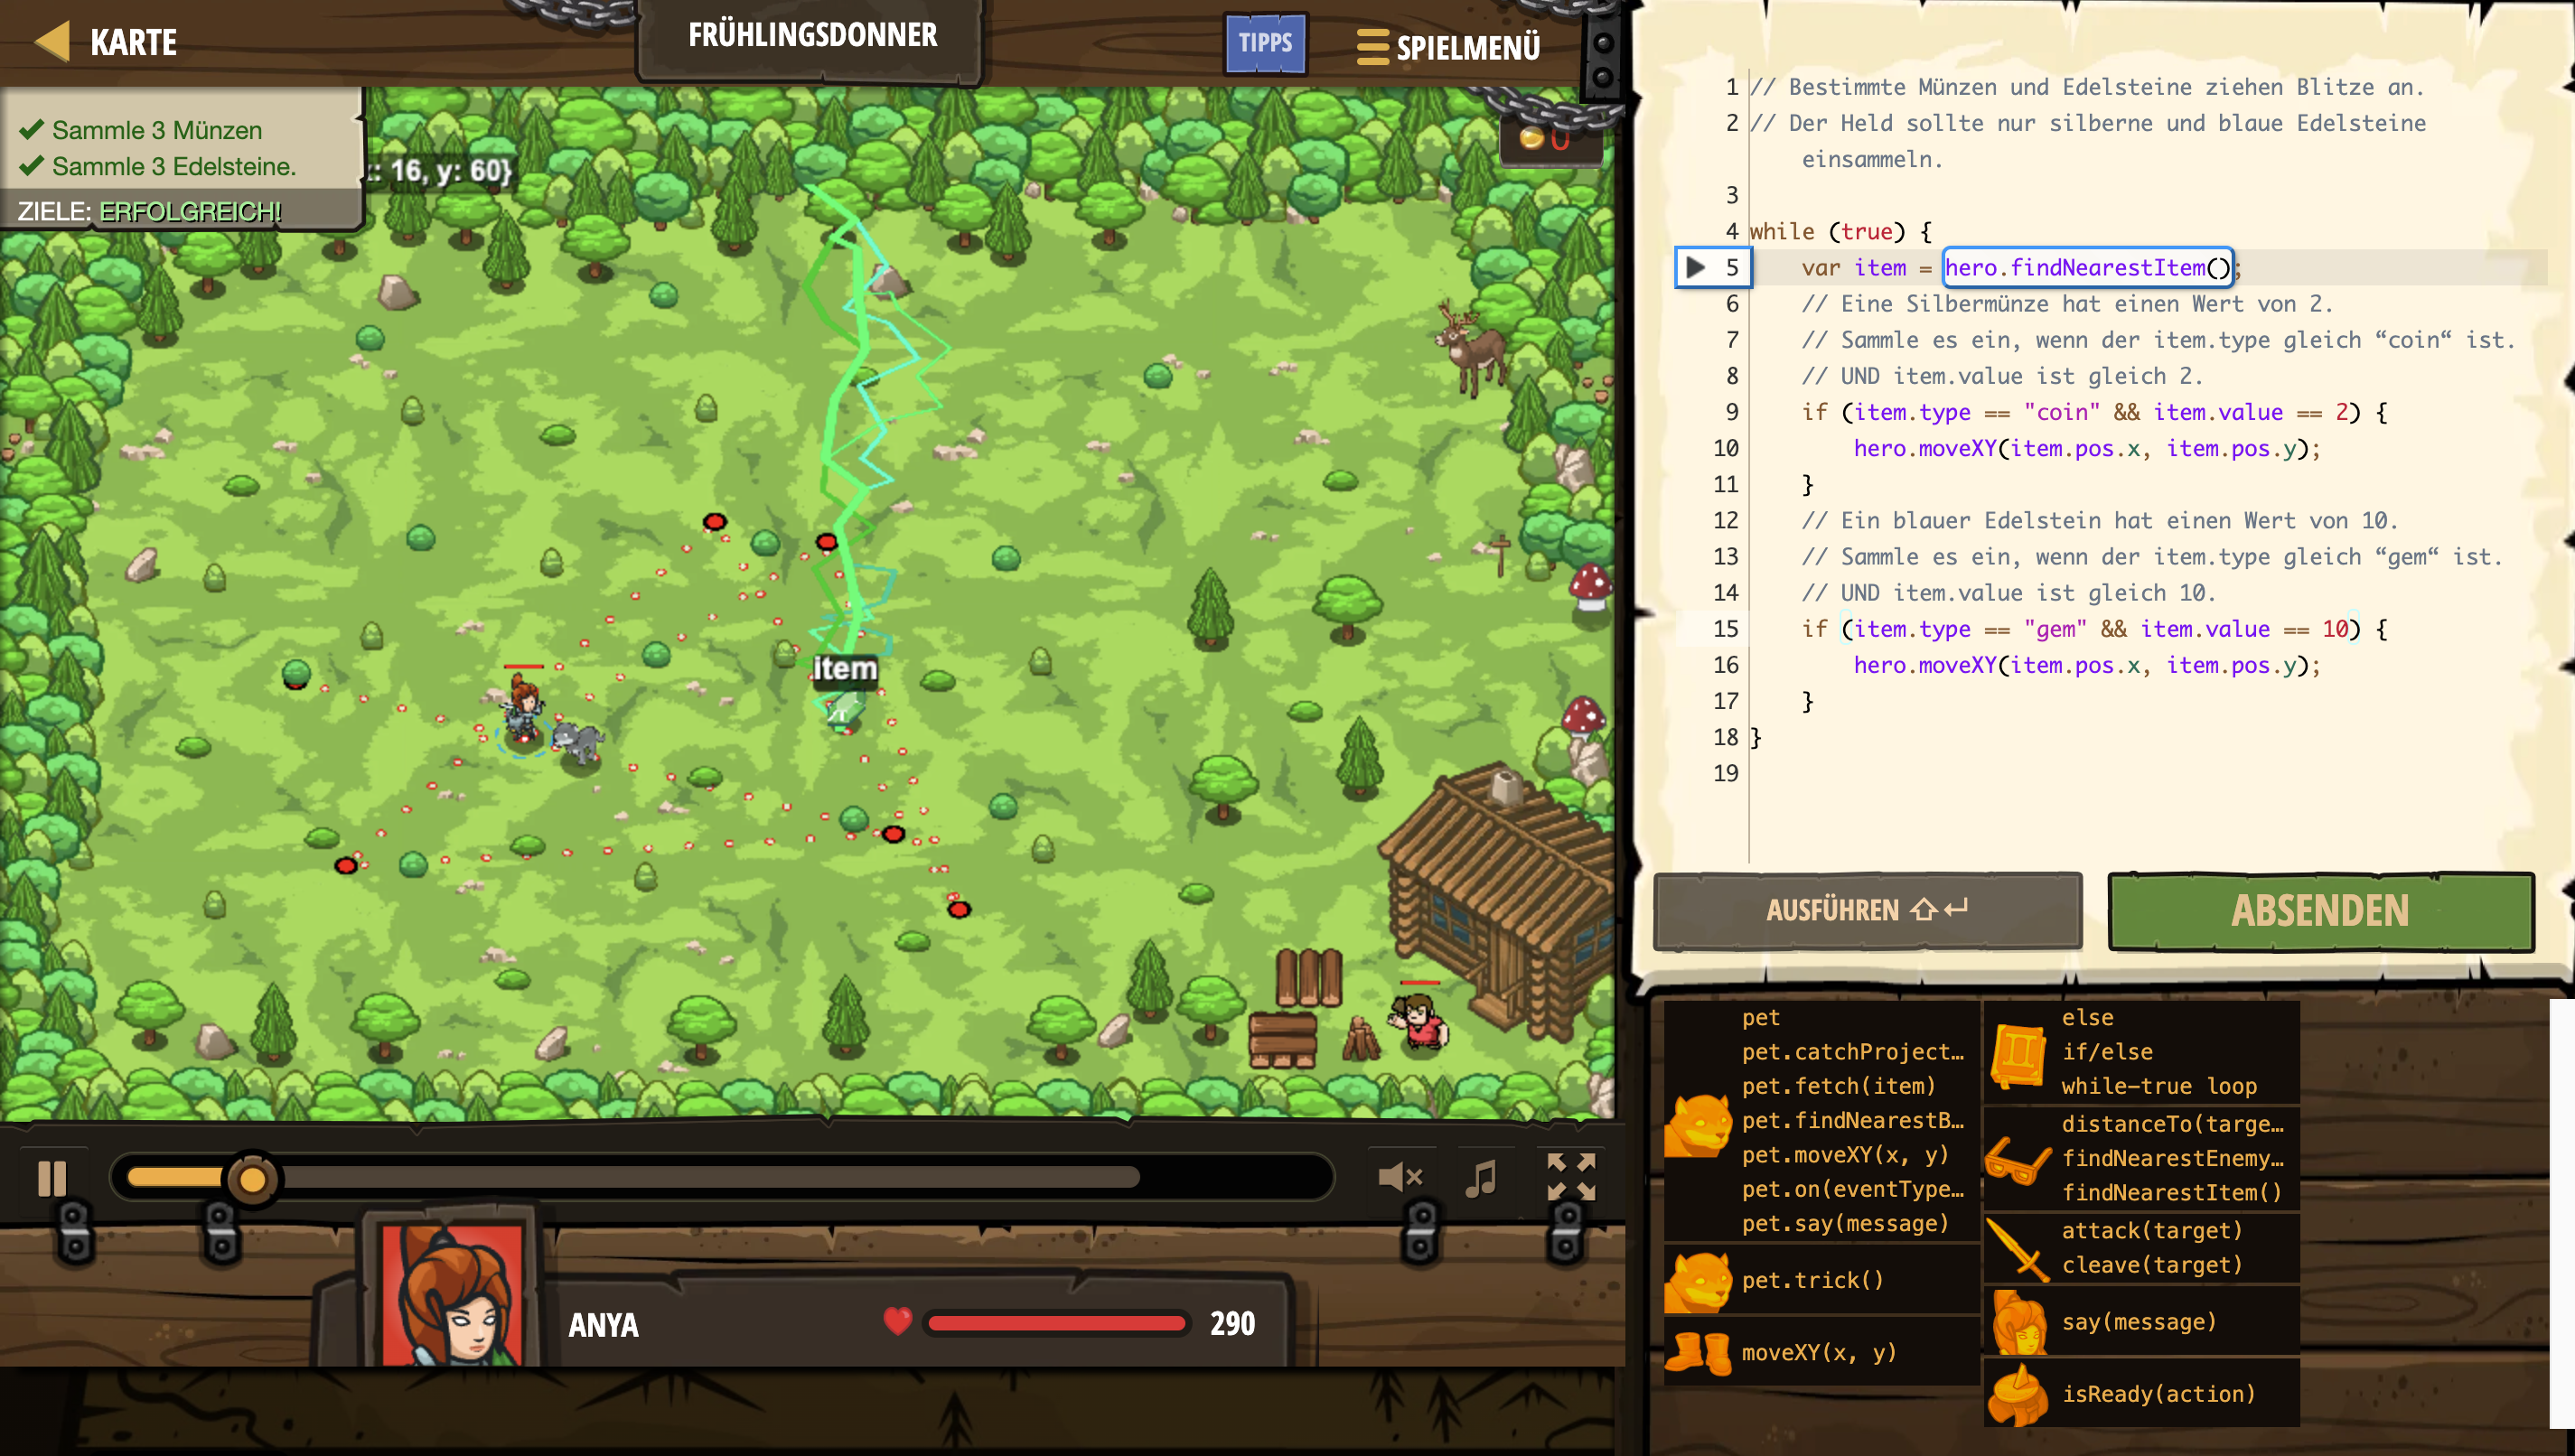 KARTE
FRÜHLINGSDONNER
TIPPS
SPIELMENÜ
Sammle 3 Münzen
Sammle 3 Edelsteine.
ZIELE: ERFOLGREICH!
: 16, y: 60}
0
item
ANYA
290
1 // Bestimmte Münzen und Edelsteine ziehen Blitze an.
2 // Der Held sollte nur silberne und blaue Edelsteine
einsammeln.
3
4 while (true) {
5 var item = hero.findNearestItem();
6 // Eine Silbermünze hat einen Wert von 2.
7 // Sammle es ein, wenn der item.type gleich “coin“ ist.
8 // UND item.value ist gleich 2.
9 if (item.type == "coin" && item.value == 2) {
10 hero.moveXY(item.pos.x, item.pos.y);
11 }
12 // Ein blauer Edelstein hat einen Wert von 10.
13 // Sammle es ein, wenn der item.type gleich “gem“ ist.
14 // UND item.value ist gleich 10.
15 if (item.type == "gem" && item.value == 10) {
16 hero.moveXY(item.pos.x, item.pos.y);
17 }
18 }
19
AUSFÜHREN
ABSENDEN
pet
pet.catchProject…
pet.fetch(item)
pet.findNearestB…
pet.moveXY(x, y)
pet.on(eventType…
pet.say(message)
pet.trick()
moveXY(x, y)
else
if/else
while-true loop
distanceTo(targe…
findNearestEnemy…
findNearestItem()
attack(target)
cleave(target)
say(message)
isReady(action)